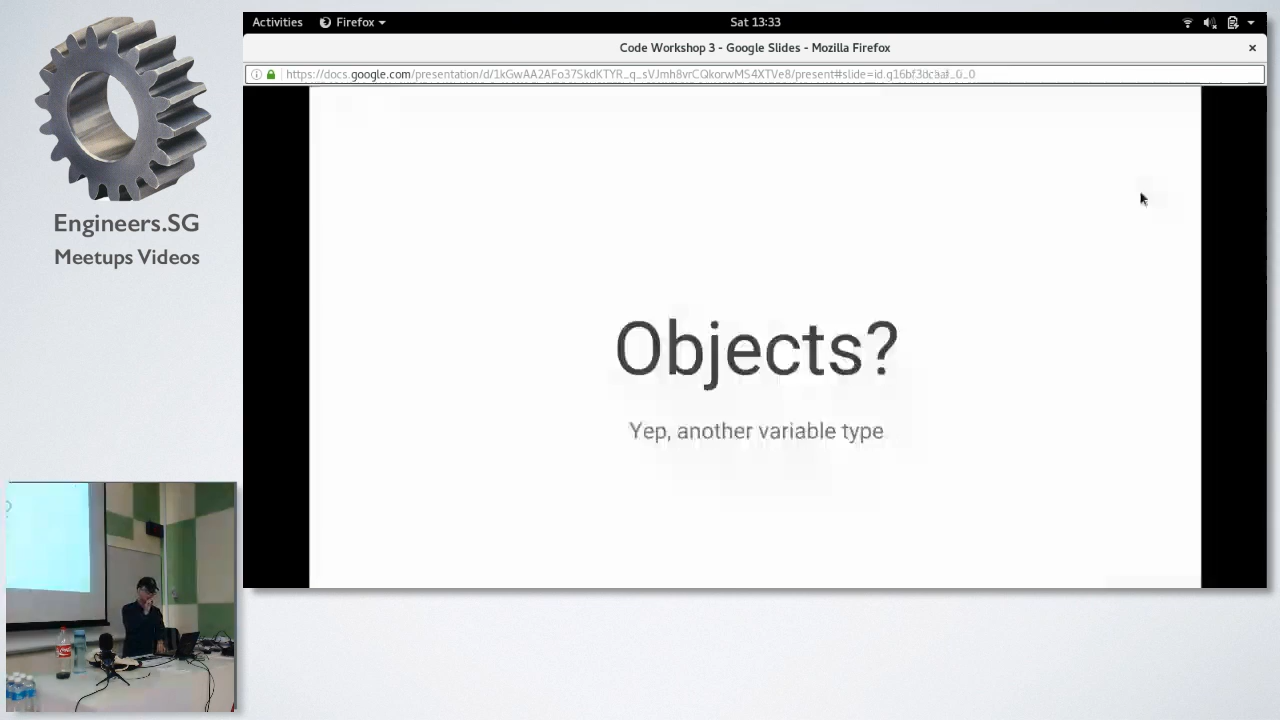 Activities
Firefox
Sat 13:33
Code Workshop 3 - Google Slides - Mozilla Firefox
Engineers.SG
Meetups Videos
Objects?
Yep, another variable type